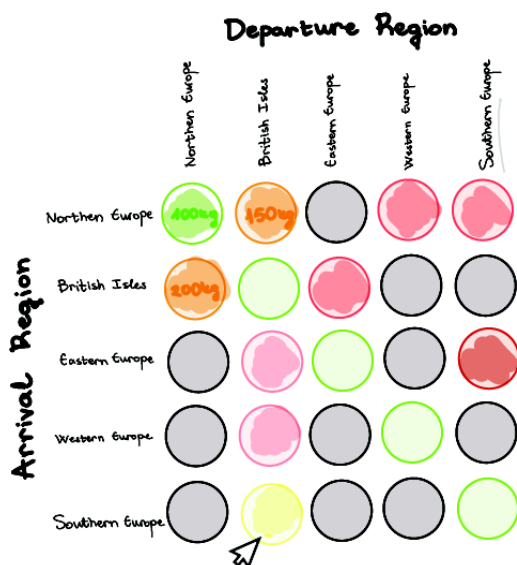 Departure Region
Northern Europe
British Isles
Eastern Europe
Western Europe
Southern Europe
Arrival Region
Northen Europe
100kg
150kg
British Isles
200kg
Eastern Europe
Western Europe
Southern Europe